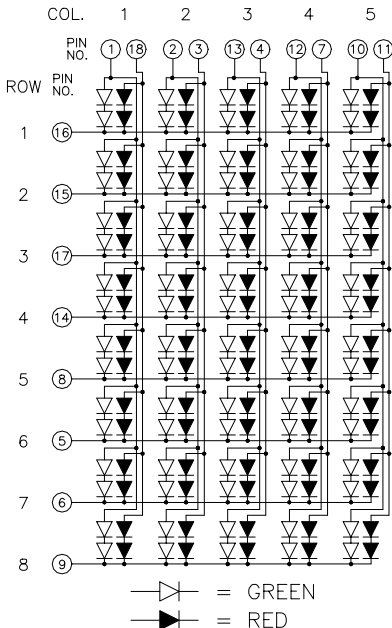 COL. 1 2 3 4 5
PIN NO. 1 18 2 3 13 4 12 7 10 11
ROW PIN NO.
1 16
2 15
3 17
4 14
5 8
6 5
7 6
8 9
= GREEN
= RED